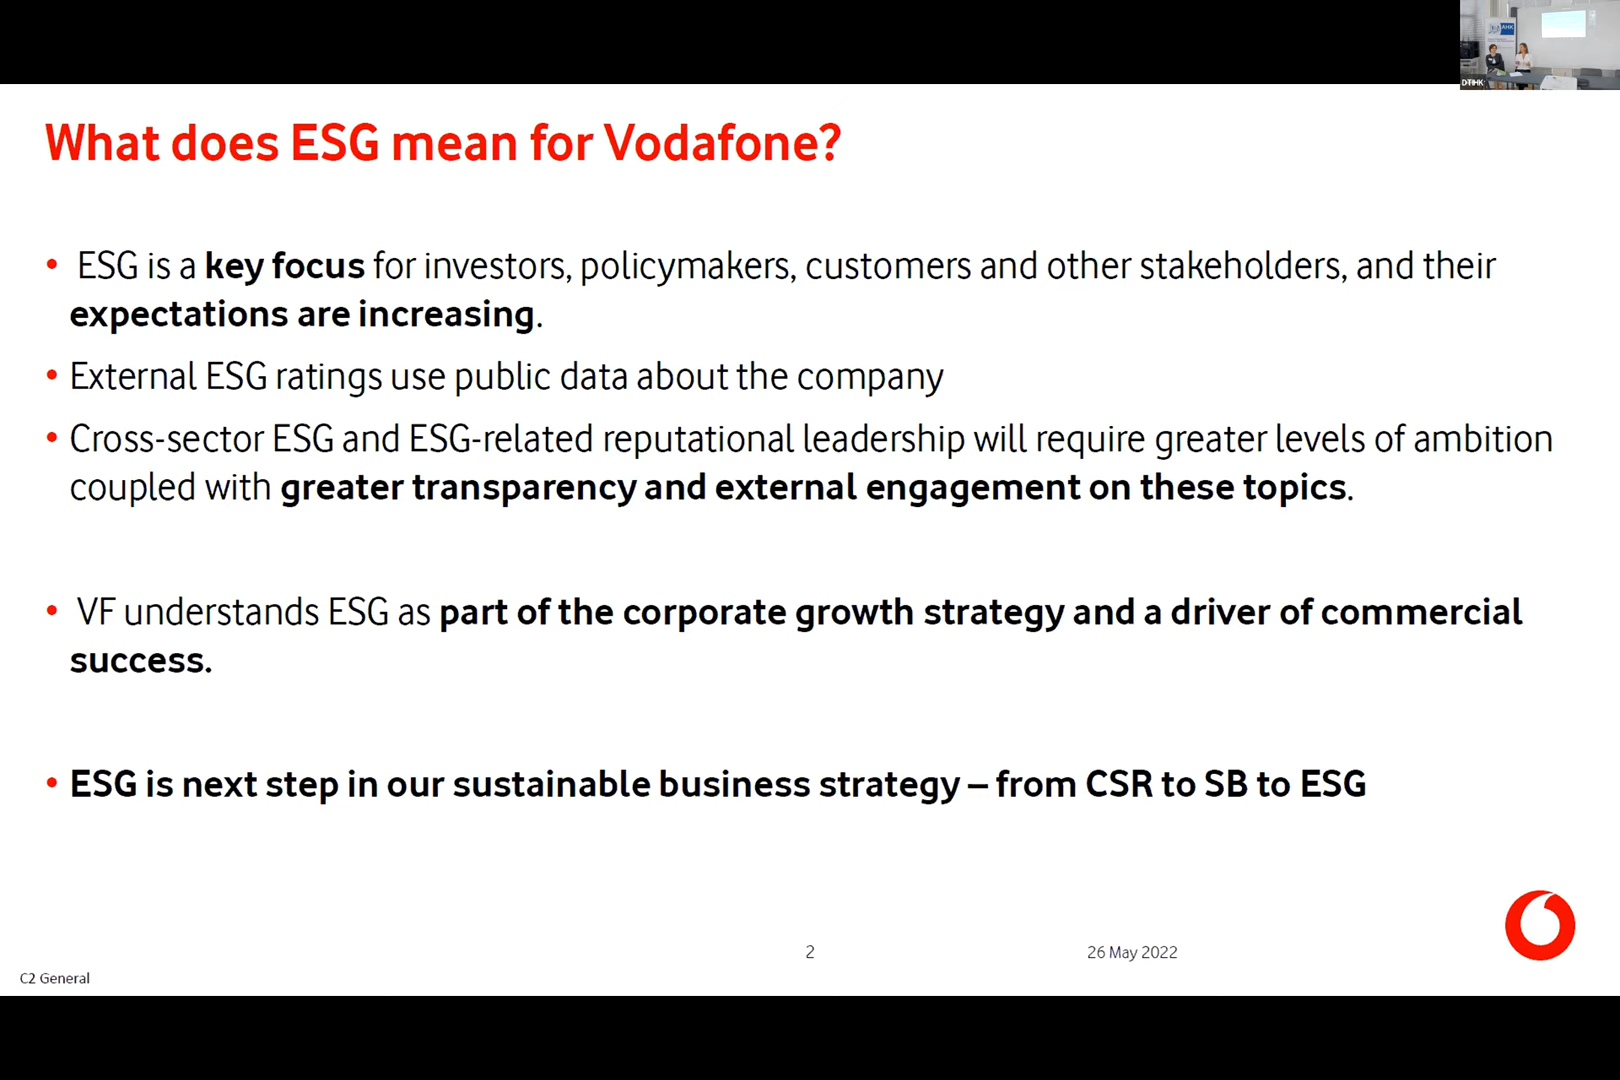 AHK
DTIHK
What does ESG mean for Vodafone?
• ESG is a key focus for investors, policymakers, customers and other stakeholders, and their
expectations are increasing.
• External ESG ratings use public data about the company
• Cross-sector ESG and ESG-related reputational leadership will require greater levels of ambition
coupled with greater transparency and external engagement on these topics.
• VF understands ESG as part of the corporate growth strategy and a driver of commercial
success.
• ESG is next step in our sustainable business strategy – from CSR to SB to ESG
2
26 May 2022
C2 General